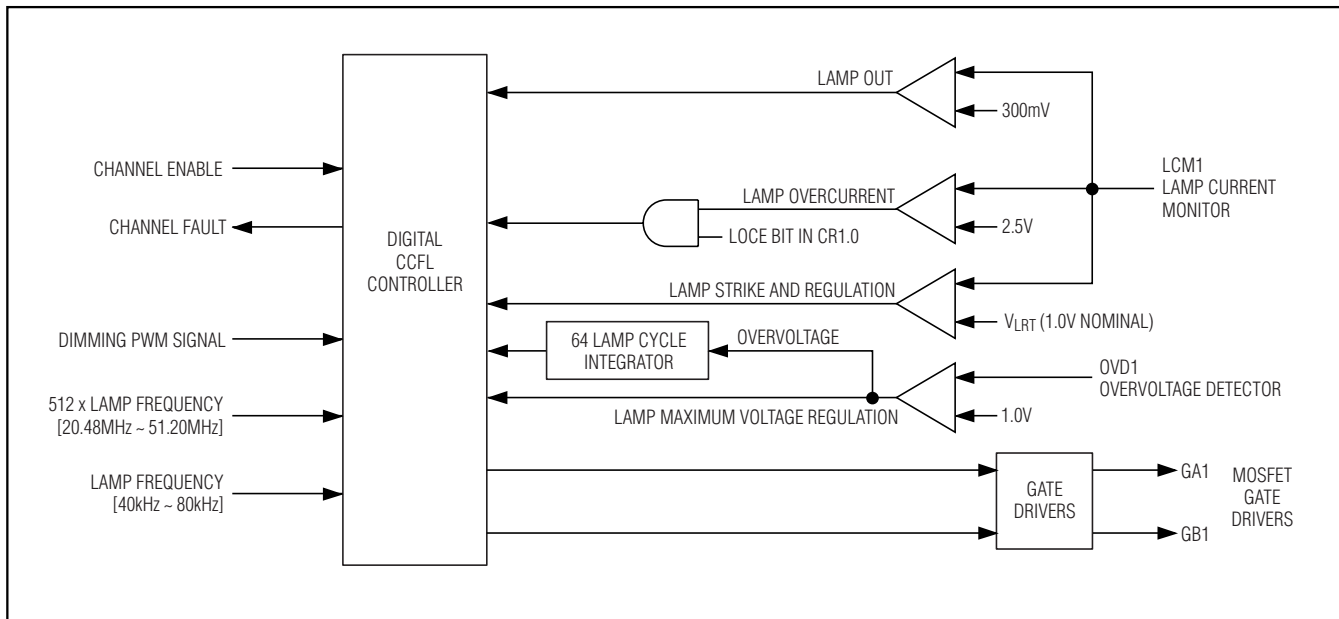 LAMP OUT
300mV
CHANNEL ENABLE
LCM1
LAMP CURRENT
MONITOR
LAMP OVERCURRENT
2.5V
CHANNEL FAULT
LOCE BIT IN CR1.0
DIGITAL
CCFL
CONTROLLER
LAMP STRIKE AND REGULATION
VLRT (1.0V NOMINAL)
DIMMING PWM SIGNAL
64 LAMP CYCLE
INTEGRATOR
OVERVOLTAGE
OVD1
OVERVOLTAGE DETECTOR
LAMP MAXIMUM VOLTAGE REGULATION
1.0V
512 x LAMP FREQUENCY
[20.48MHz ~ 51.20MHz]
LAMP FREQUENCY
[40kHz ~ 80kHz]
GATE
DRIVERS
GA1
GB1
MOSFET
GATE
DRIVERS